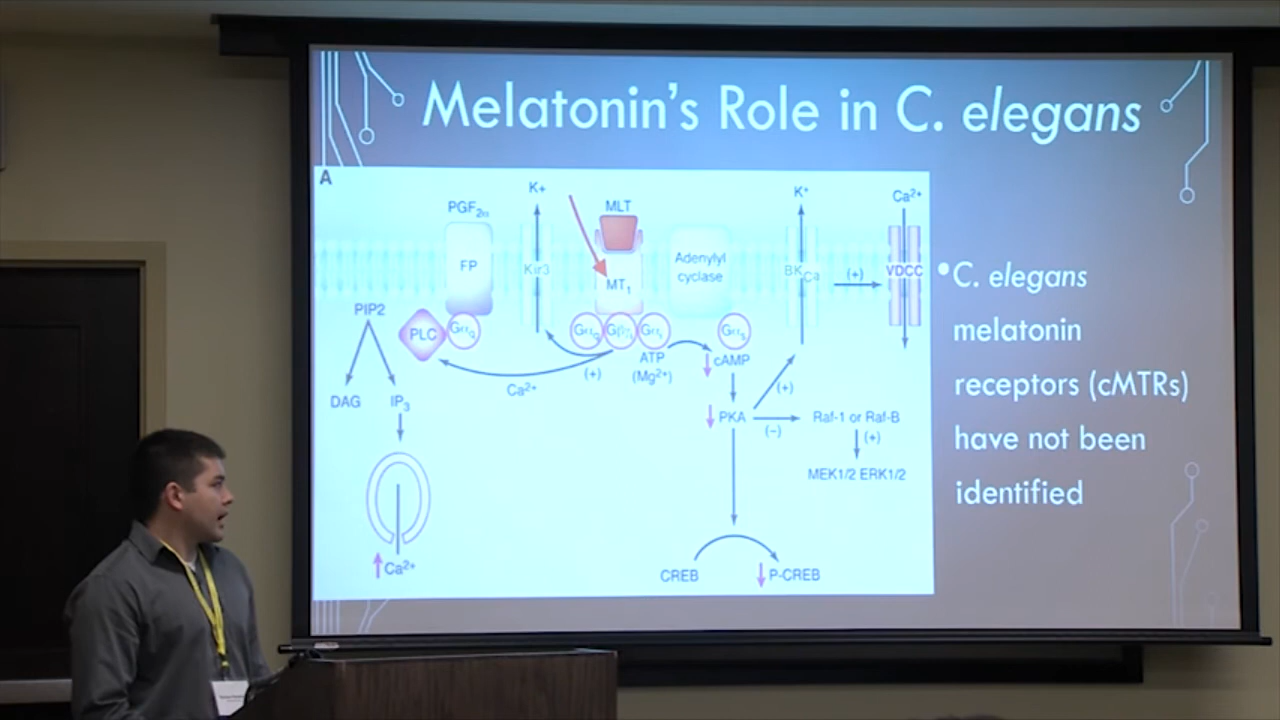 Melatonin's Role in C. elegans
A
K+
K+
Ca2+
PGF2α
MLT
FP
Kir3
MT1
Adenylyl
cyclase
BKCa
(+)
VDCC
PIP2
PLC
Gαq
Gαq
Gβγ
Gαi
Gαs
ATP
(Mg2+)
cAMP
(+)
Ca2+
DAG
IP3
(+)
PKA
(−)
Raf-1 or Raf-B
(+)
MEK1/2 ERK1/2
Ca2+
CREB
P-CREB
•C. elegans
melatonin
receptors (cMTRs)
have not been
identified